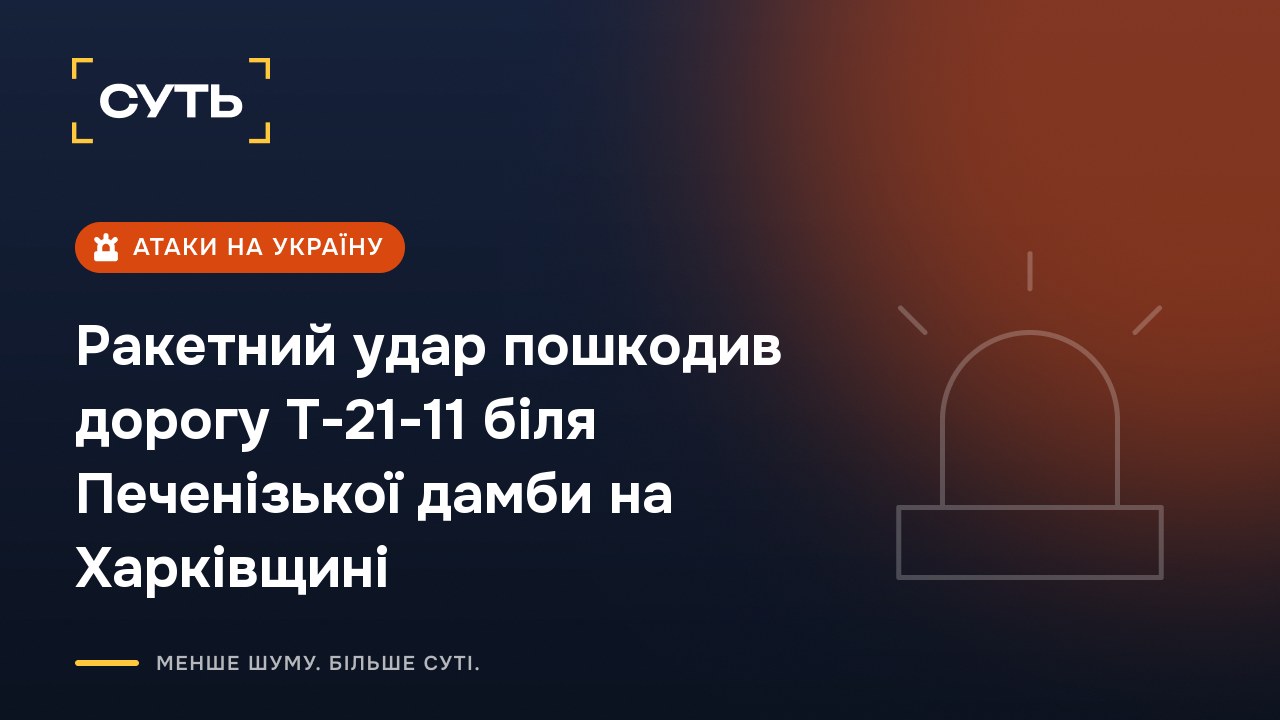 СУТЬ
АТАКИ НА УКРАЇНУ
Ракетний удар пошкодив
дорогу Т-21-11 біля
Печенізької дамби на
Харківщині
МЕНШЕ ШУМУ. БІЛЬШЕ СУТІ.